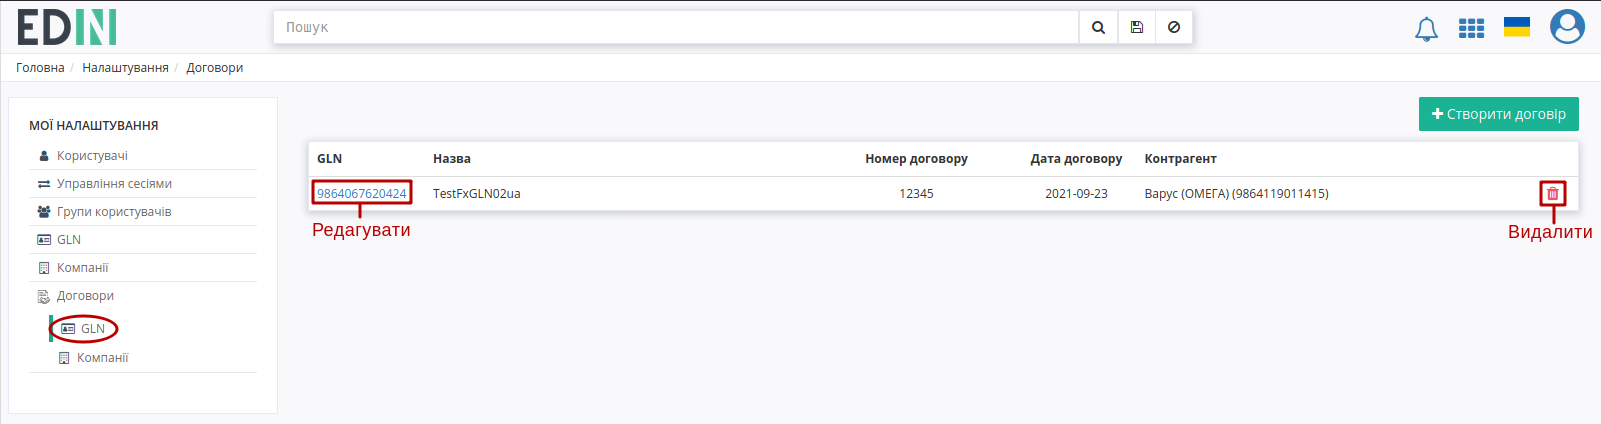 EDIN
Пошук
Головна / Налаштування / Договори
МОЇ НАЛАШТУВАННЯ
Користувачі
Управління сесіями
Групи користувачів
GLN
Компанії
Договори
GLN
Компанії
Створити договір
GLN Назва Номер договору Дата договору Контрагент
9864067620424 TestFxGLN02ua 12345 2021-09-23 Варус (ОМЕГА) (9864119011415)
Редагувати
Видалити